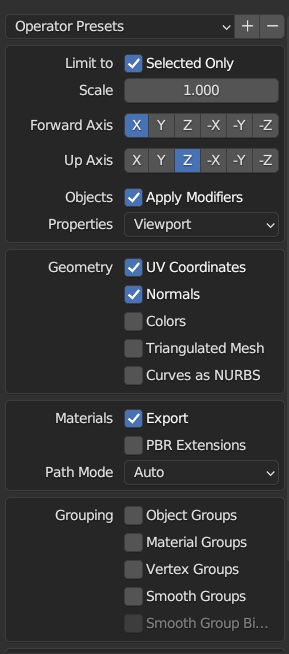 Operator Presets
Limit to Selected Only
Scale 1.000
Forward Axis X Y Z -X -Y -Z
Up Axis X Y Z -X -Y -Z
Objects Apply Modifiers
Properties Viewport
Geometry UV Coordinates
Normals
Colors
Triangulated Mesh
Curves as NURBS
Materials Export
PBR Extensions
Path Mode Auto
Grouping Object Groups
Material Groups
Vertex Groups
Smooth Groups
Smooth Group Bi...